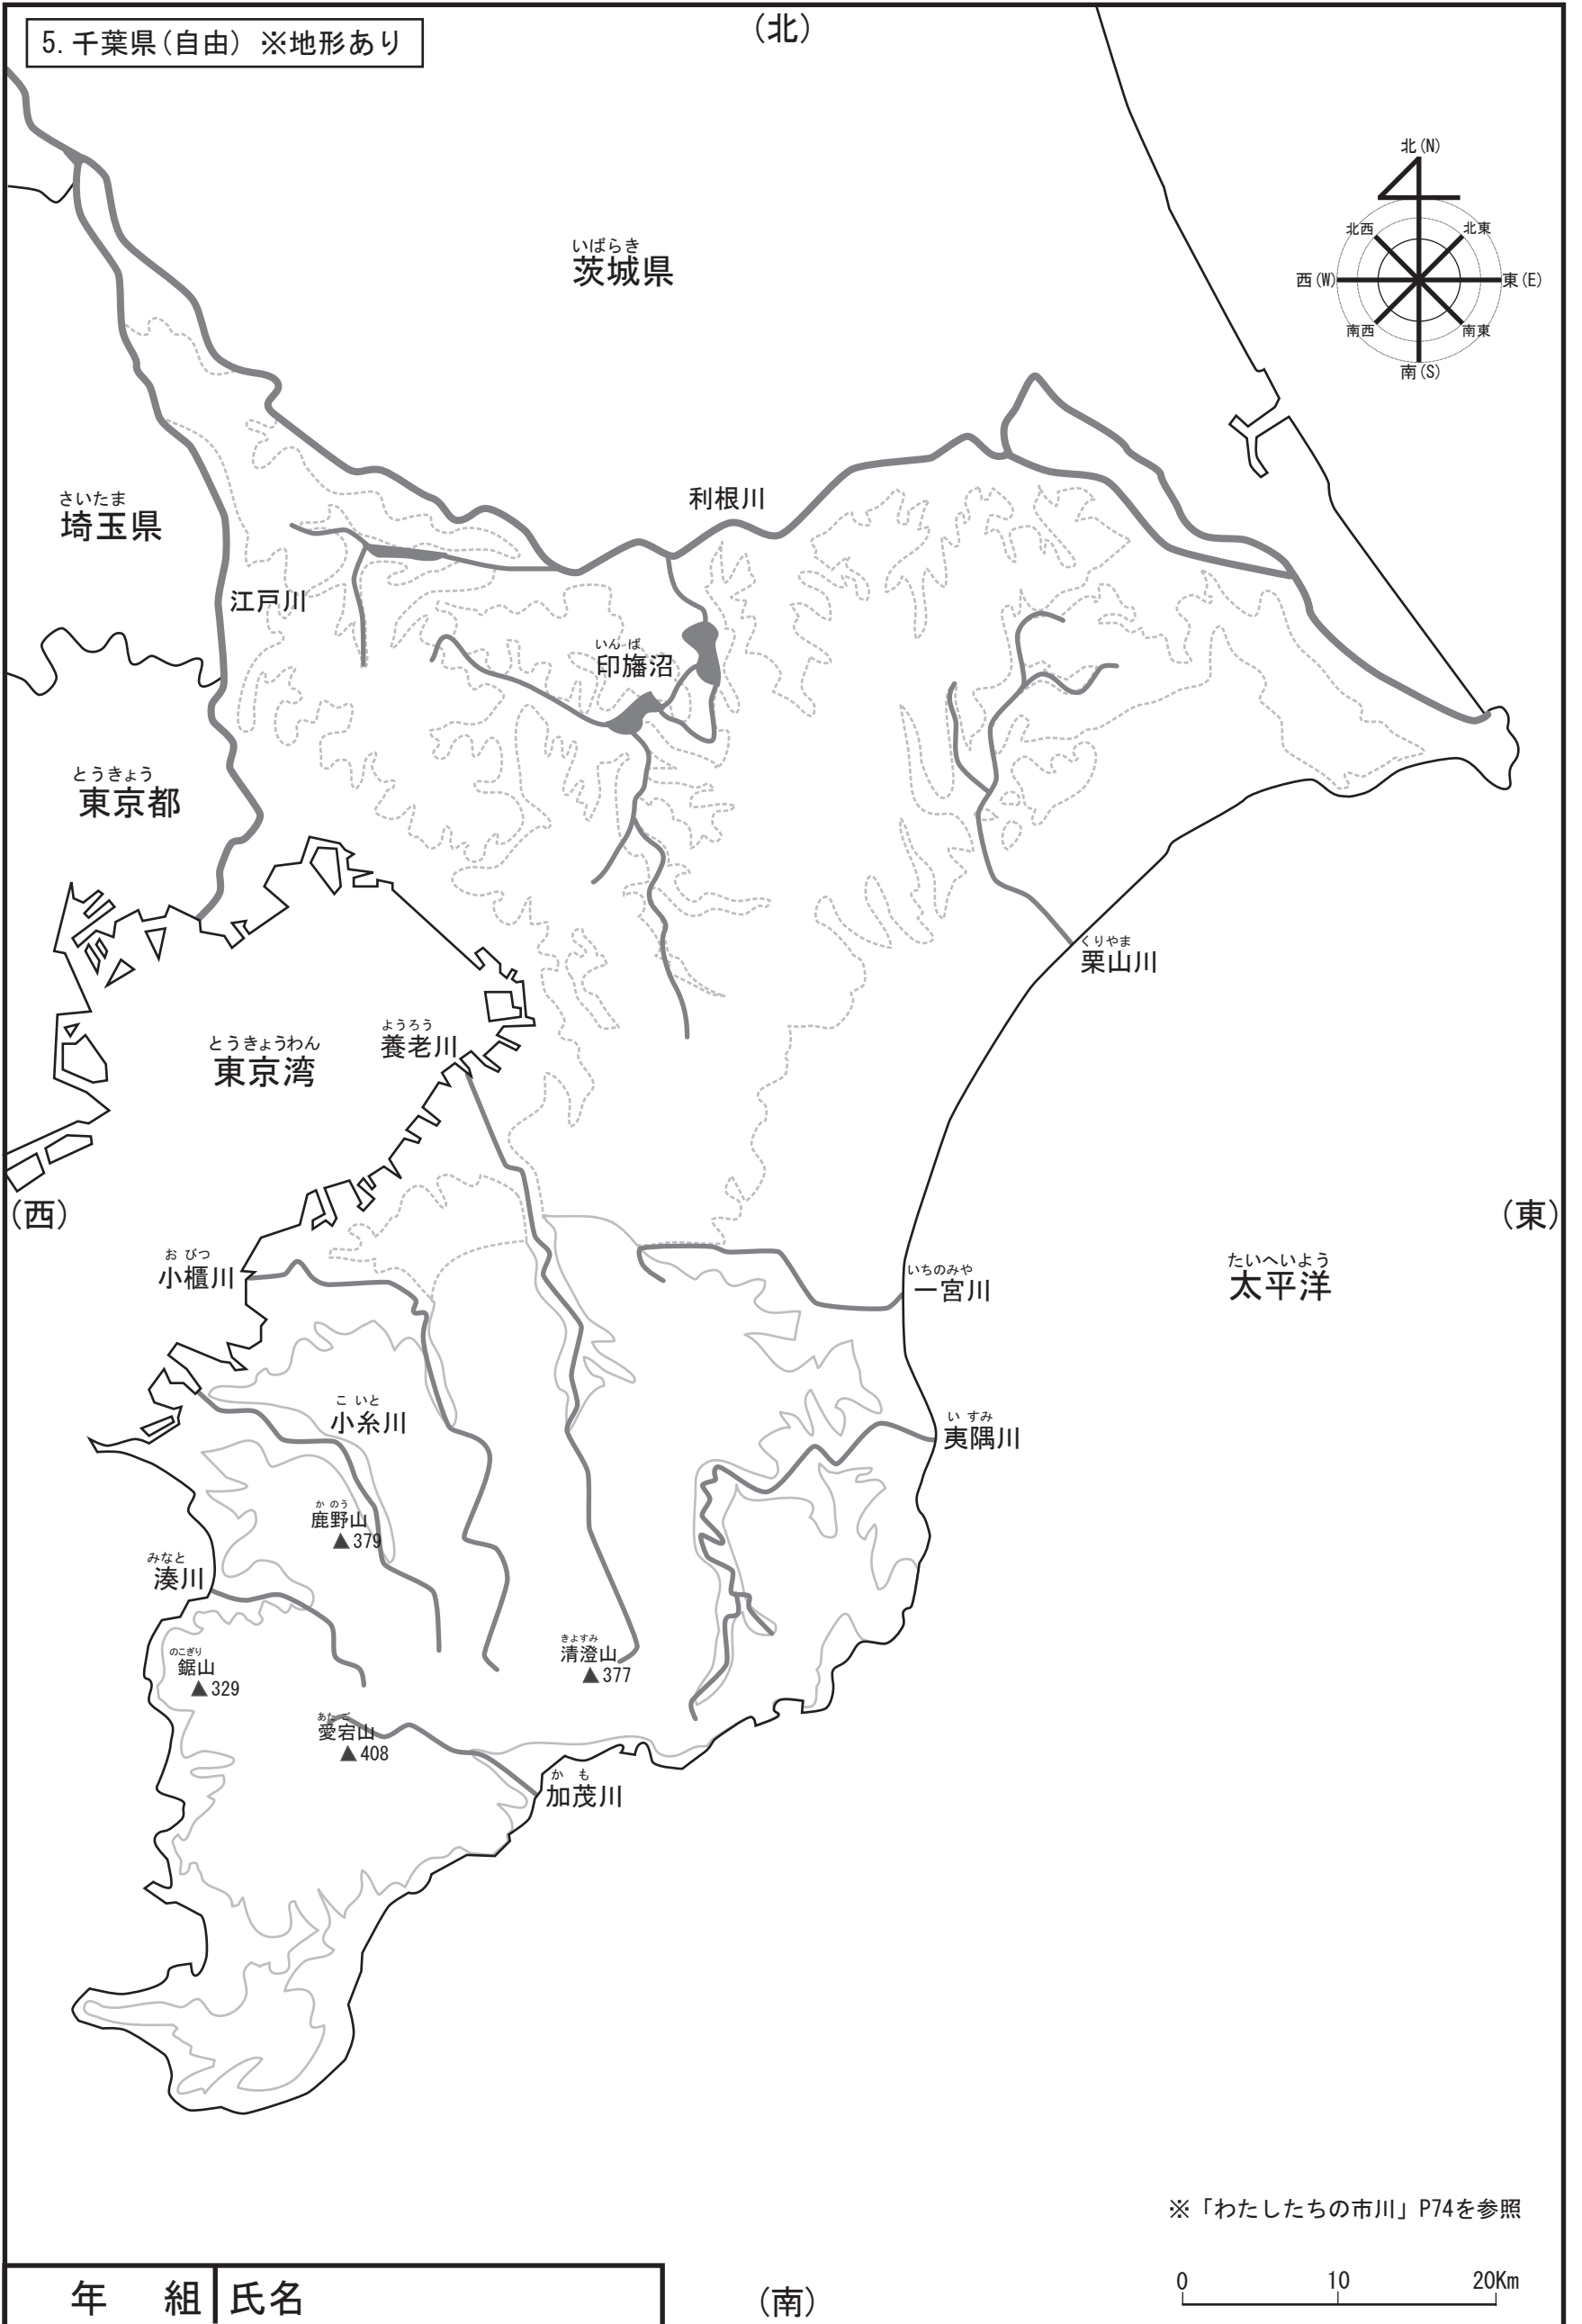 5. 千葉県(自由) ※地形あり
(北)
北(N)
北西
北東
西(W)
東(E)
南西
南東
南(S)
いばらき
茨城県
さいたま
埼玉県
利根川
江戸川
いんば
印旛沼
とうきょう
東京都
くりやま
栗山川
とうきょうわん
東京湾
ようろう
養老川
(西)
(東)
おびつ
小櫃川
いちのみや
一宮川
たいへいよう
太平洋
こいと
小糸川
いすみ
夷隅川
かのう
鹿野山
▲379
みなと
湊川
きよすみ
清澄山
▲377
のこぎり
鋸山
▲329
あたご
愛宕山
▲408
かも
加茂川
※「わたしたちの市川」P74を参照
0 10 20Km
年 組 氏名
(南)